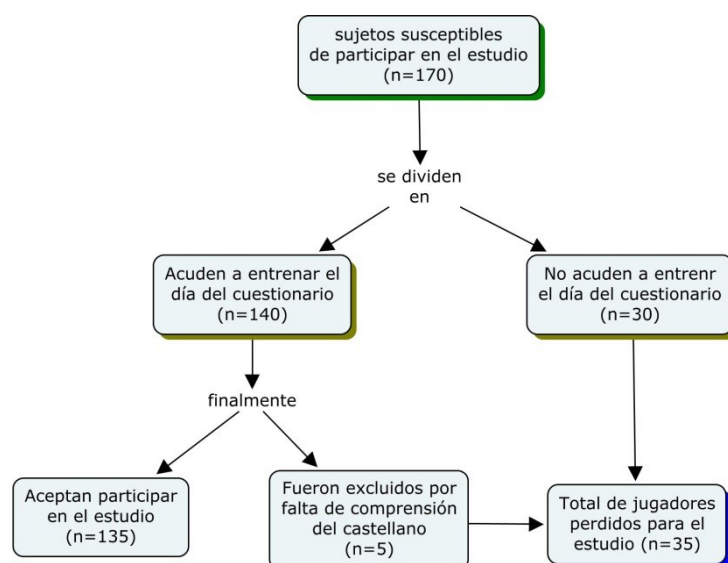 sujetos susceptibles
de participar en el estudio
(n=170)
se dividen
en
Acuden a entrenar el
día del cuestionario
(n=140)
No acuden a entrenr
el día del cuestionario
(n=30)
finalmente
Aceptan participar
en el estudio
(n=135)
Fueron excluidos por
falta de comprensión
del castellano
(n=5)
Total de jugadores
perdidos para el
estudio (n=35)